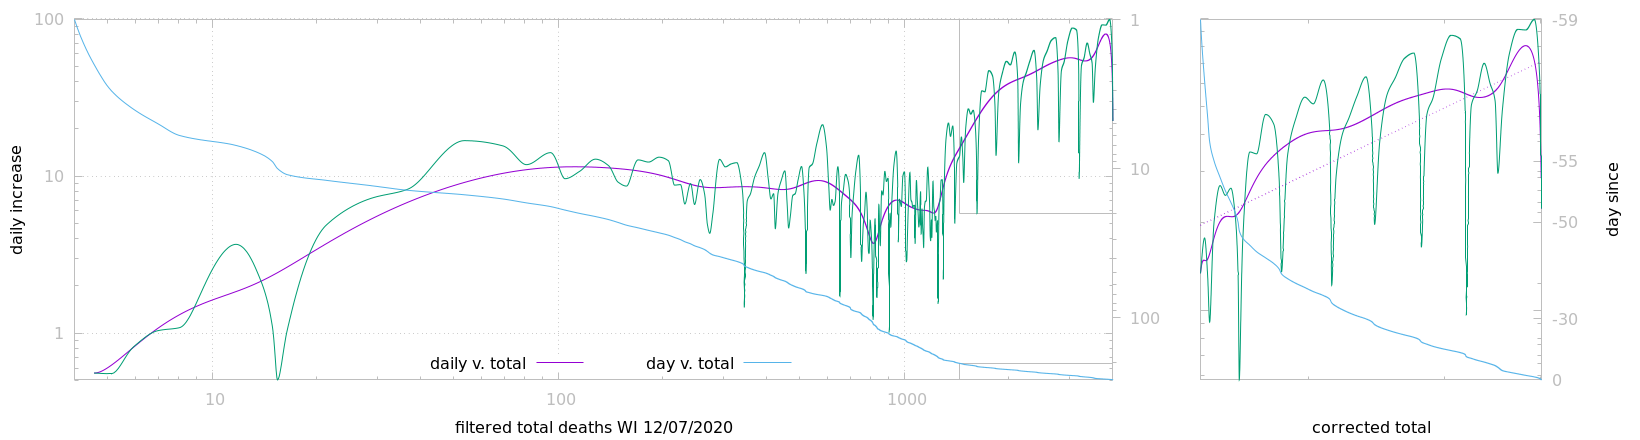 100
10
1
daily increase
10
100
1000
filtered total deaths WI 12/07/2020
daily v. total
day v. total
1
10
100
-59
-55
-50
-30
0
day since
corrected total